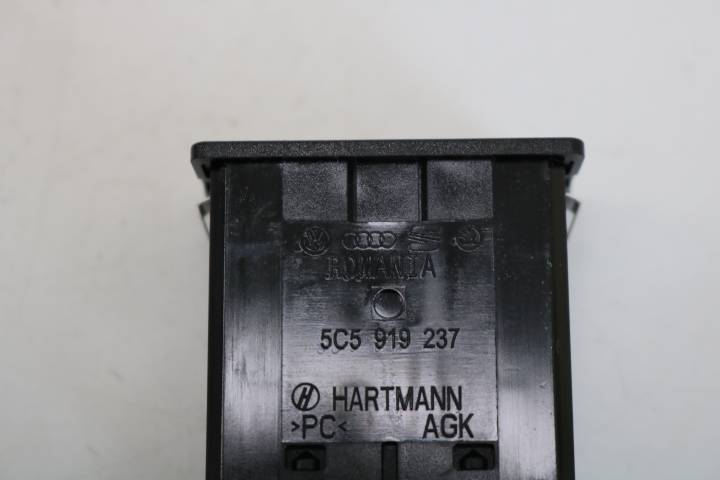 ROMANIA
5C5 919 237
HARTMANN
>PC< AGK